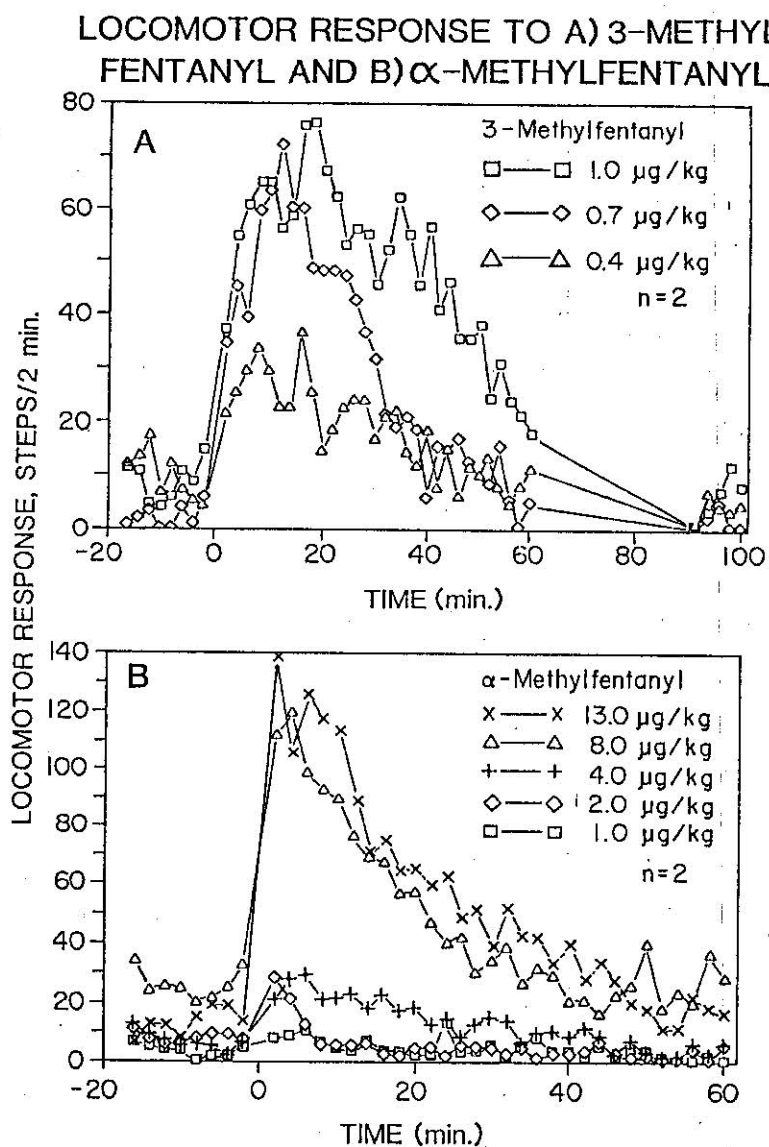 LOCOMOTOR RESPONSE TO A) 3-METHYL
FENTANYL AND B) α-METHYLFENTANYL
LOCOMOTOR RESPONSE, STEPS/2 min.
A
3-Methylfentanyl
1.0 μg/kg
0.7 μg/kg
0.4 μg/kg
n=2
80
60
40
20
0
-20 0 20 40 60 80 100
TIME (min.)
B
α-Methylfentanyl
13.0 μg/kg
8.0 μg/kg
4.0 μg/kg
2.0 μg/kg
1.0 μg/kg
n=2
140
120
100
80
60
40
20
0
-20 0 20 40 60
TIME (min.)